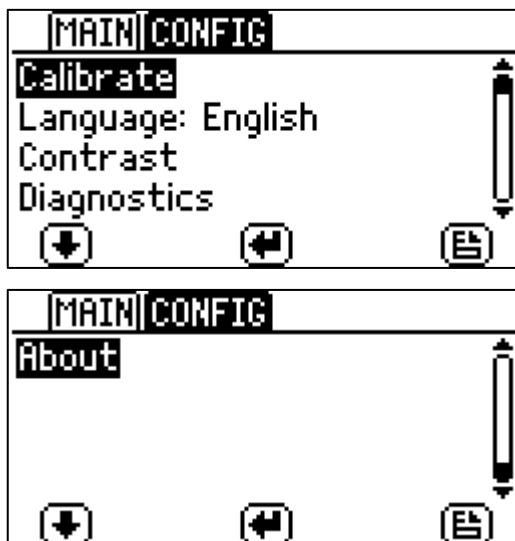 MAIN CONFIG
Calibrate
Language: English
Contrast
Diagnostics
MAIN CONFIG
About